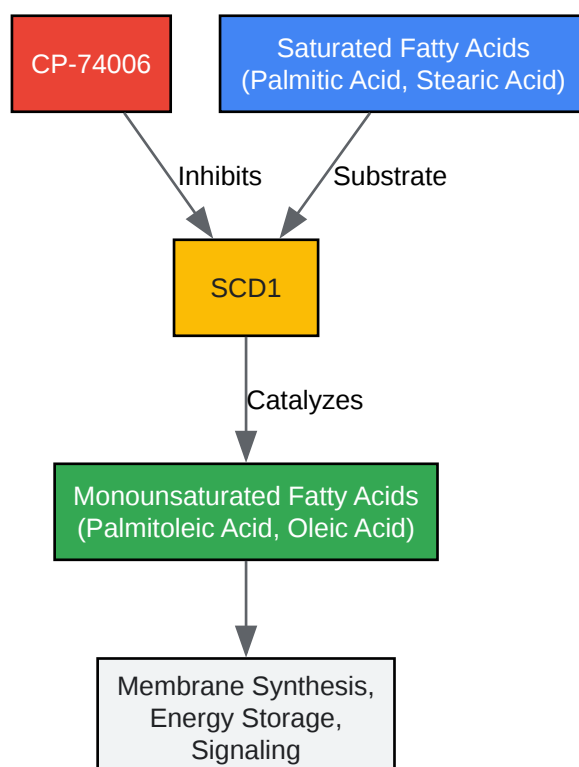 CP-74006
Saturated Fatty Acids
(Palmitic Acid, Stearic Acid)
Inhibits
Substrate
SCD1
Catalyzes
Monounsaturated Fatty Acids
(Palmitoleic Acid, Oleic Acid)
Membrane Synthesis,
Energy Storage,
Signaling